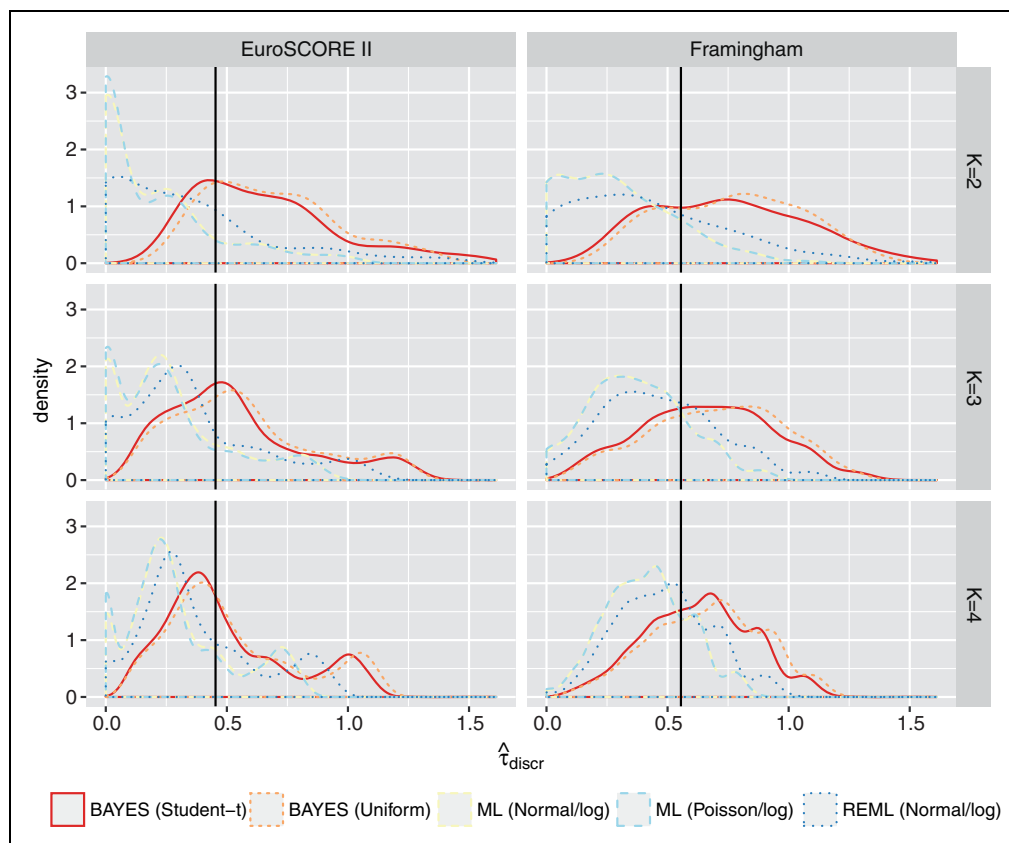 EuroSCORE II
Framingham
3
2
1
0
K=2
3
2
1
0
K=3
3
2
1
0
K=4
density
0.0 0.5 1.0 1.5
0.0 0.5 1.0 1.5
τ̂discr
BAYES (Student−t) BAYES (Uniform) ML (Normal/log) ML (Poisson/log) REML (Normal/log)